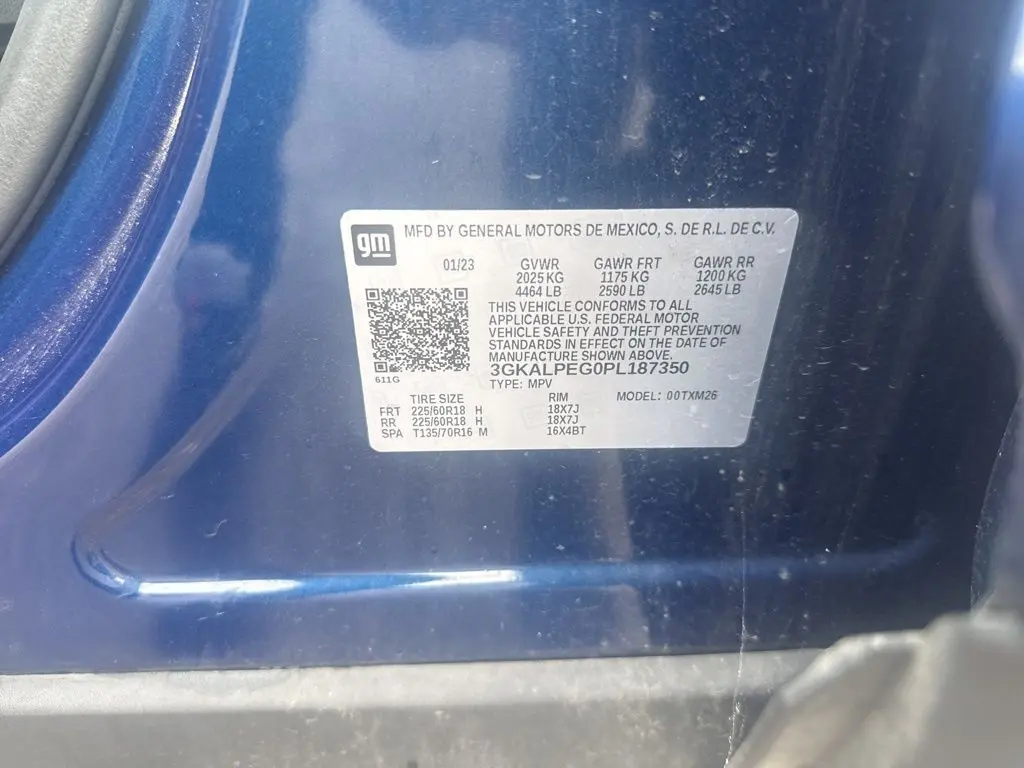 gm
MFD BY GENERAL MOTORS DE MEXICO, S. DE R.L. DE C.V.
01/23 GVWR GAWR FRT GAWR RR
2025 KG 1175 KG 1200 KG
4464 LB 2590 LB 2645 LB
THIS VEHICLE CONFORMS TO ALL
APPLICABLE U.S. FEDERAL MOTOR
VEHICLE SAFETY AND THEFT PREVENTION
STANDARDS IN EFFECT ON THE DATE OF
MANUFACTURE SHOWN ABOVE.
3GKALPEG0PL187350
611G
TYPE: MPV MODEL: 00TXM26
TIRE SIZE RIM
FRT 225/60R18 H 18X7J
RR 225/60R18 H 18X7J
SPA T135/70R16 M 16X4BT